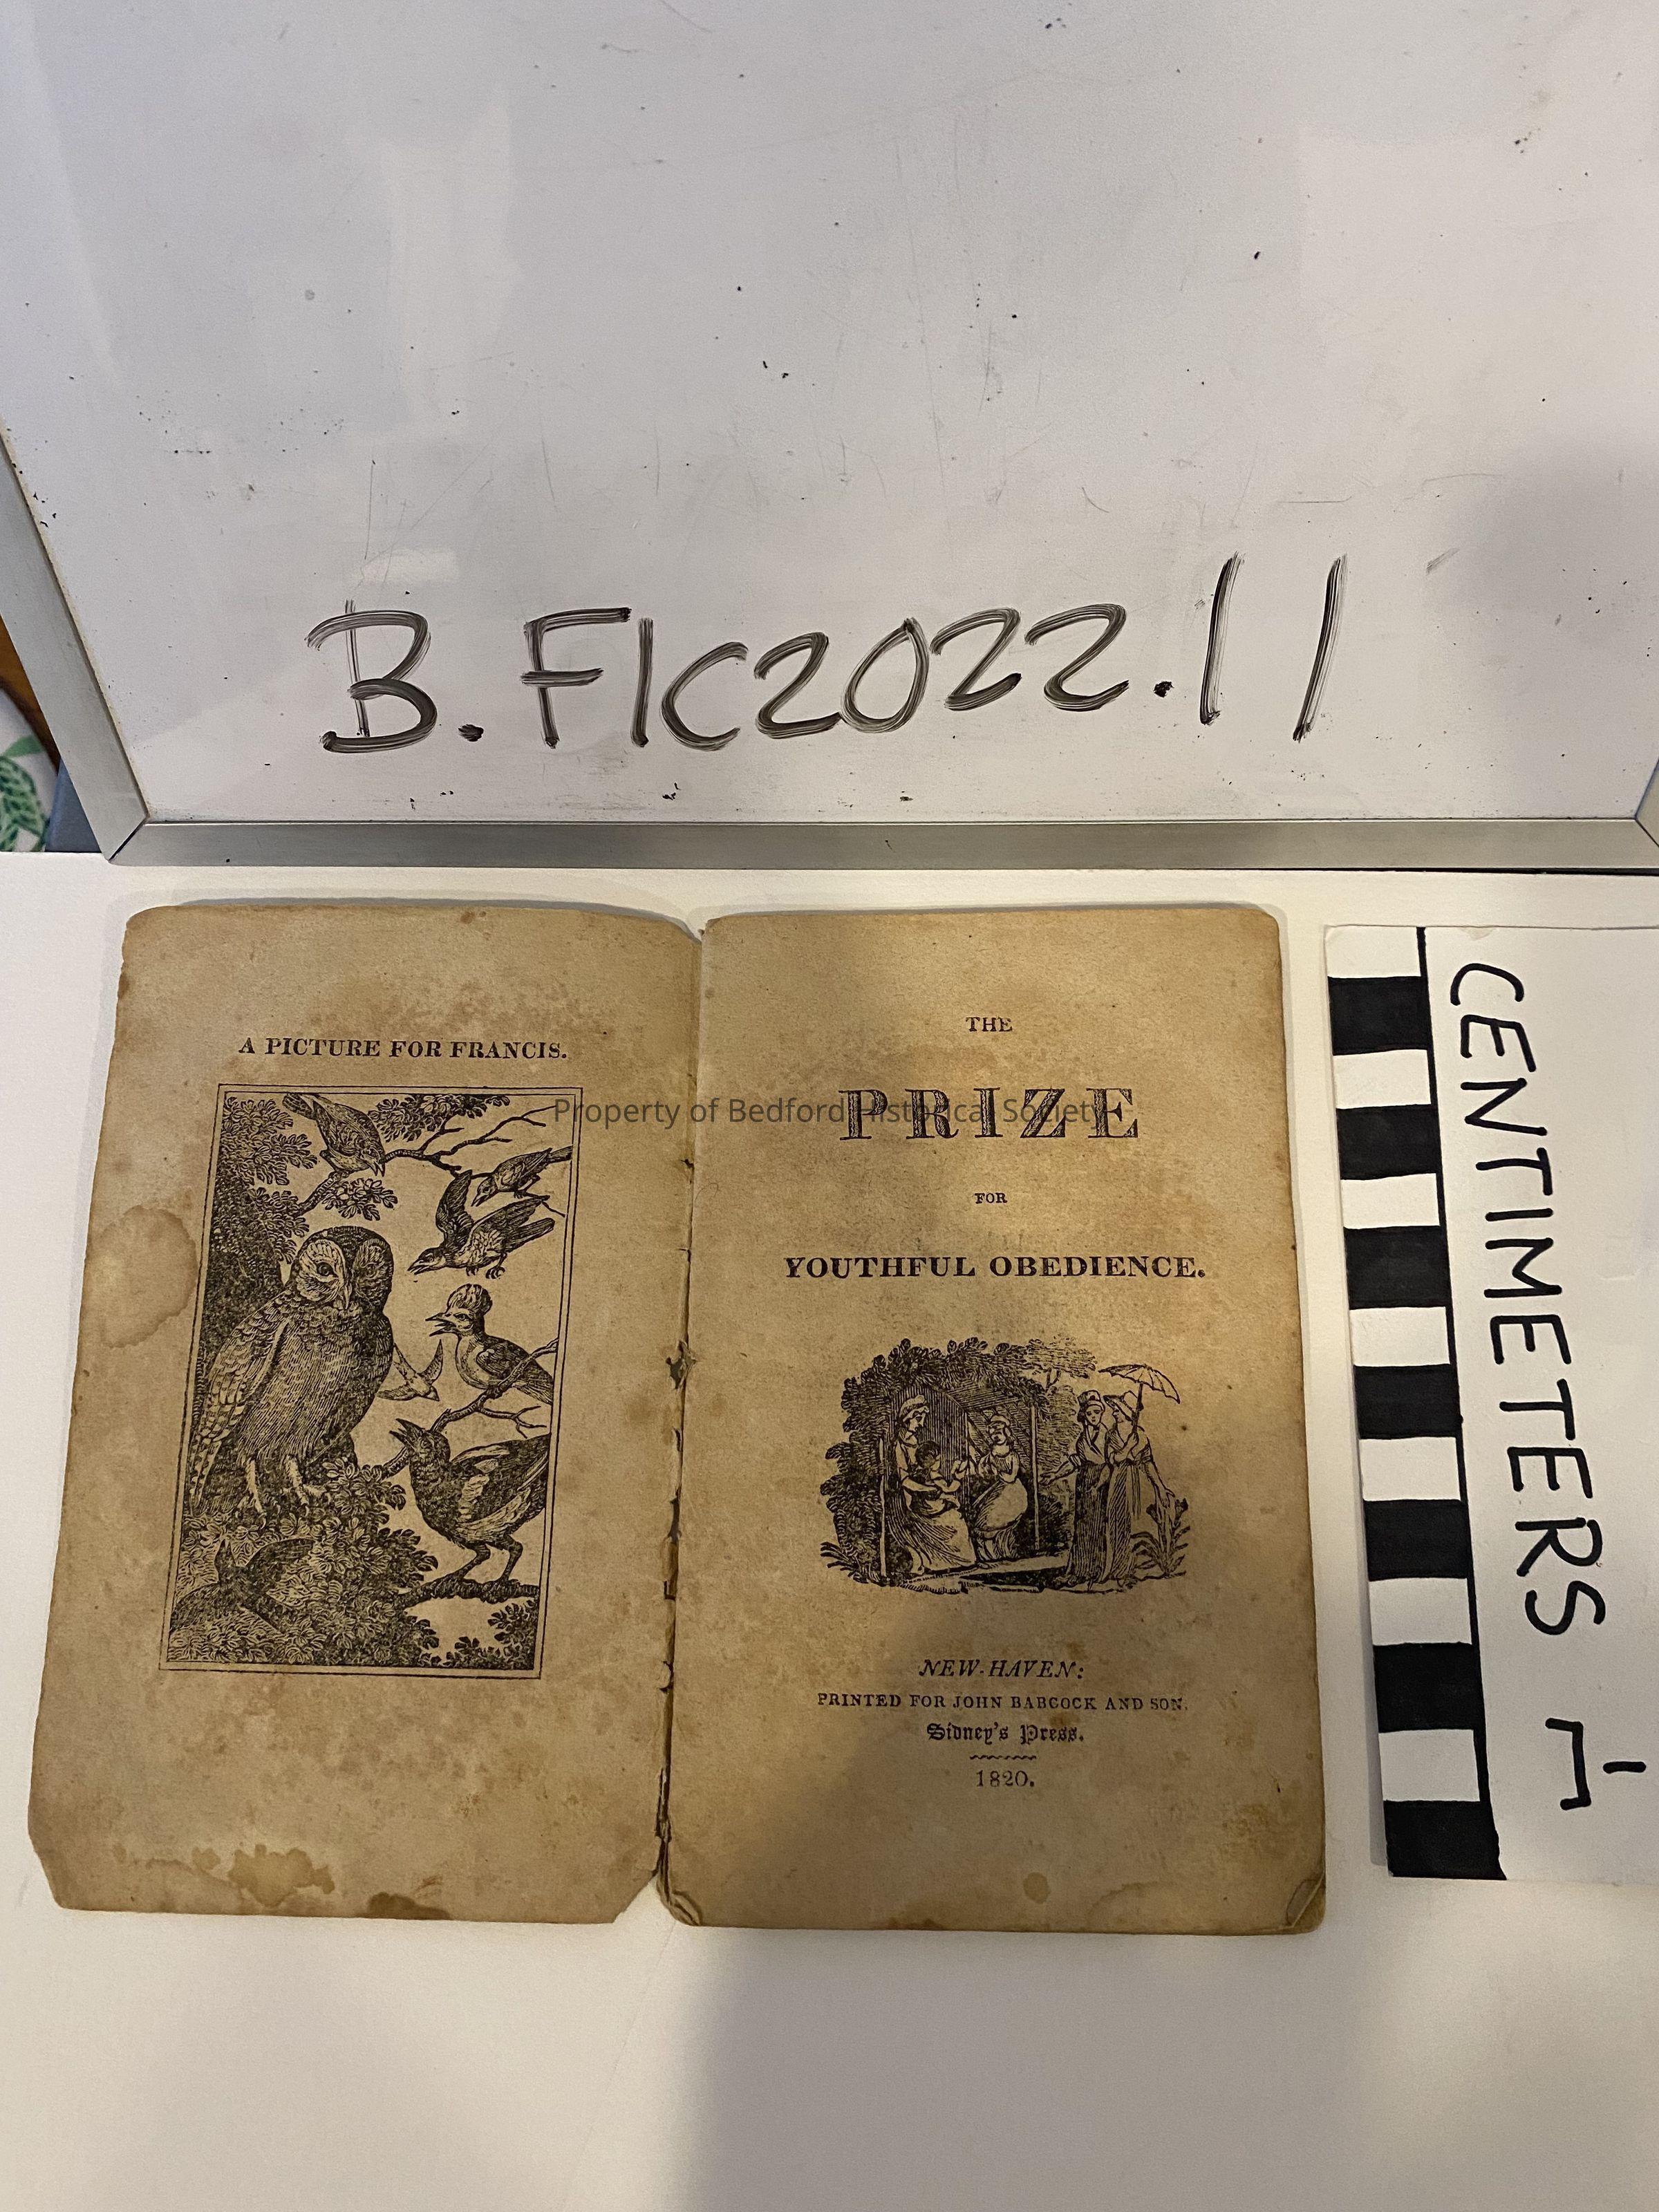 B.FIC2022.11
A PICTURE FOR FRANCIS.
THE
PRIZE
FOR
YOUTHFUL OBEDIENCE.
NEW-HAVEN:
PRINTED FOR JOHN BABCOCK AND SON.
Sidney's Press.
1820.
CENTIMETERS
Property of Bedford Historical Society